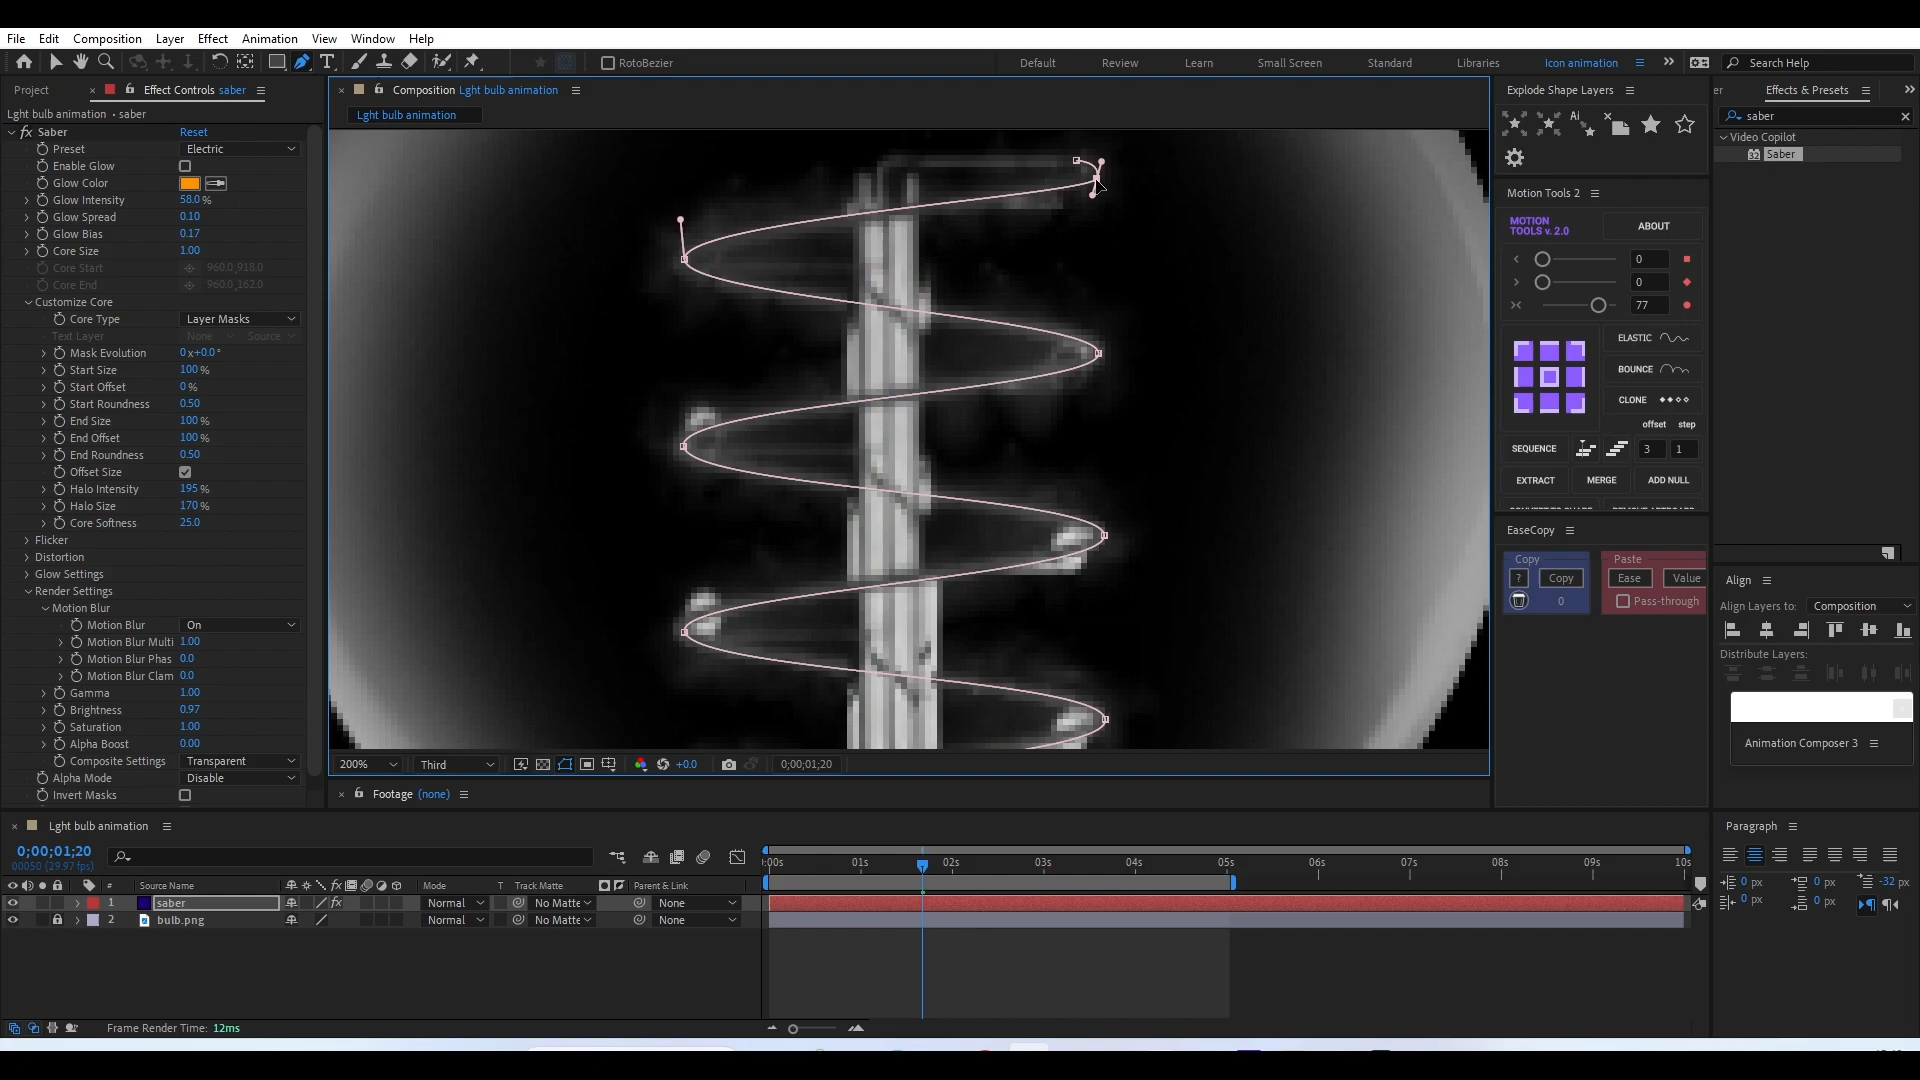 File Edit Composition Layer Effect Animation View Window Help
RotoBezier
Default Review Learn Small Screen Standard Libraries Icon animation Search Help
Project Effect Controls saber
Lght bulb animation • saber
fx Saber Reset
Preset Electric
Enable Glow
Glow Color
Glow Intensity 58.0 %
Glow Spread 0.10
Glow Bias 0.17
Core Size 1.00
Core Start 960.0,918.0
Core End 960.0,162.0
Customize Core
Core Type Layer Masks
Text Layer None Source
Mask Evolution 0x+0.0°
Start Size 100 %
Start Offset 0 %
Start Roundness 0.50
End Size 100 %
End Offset 100 %
End Roundness 0.50
Offset Size
Halo Intensity 195 %
Halo Size 170 %
Core Softness 25.0
Flicker
Distortion
Glow Settings
Render Settings
Motion Blur
Motion Blur On
Motion Blur Multi 1.00
Motion Blur Phas 0.0
Motion Blur Clam 0.0
Gamma 1.00
Brightness 0.97
Saturation 1.00
Alpha Boost 0.00
Composite Settings Transparent
Alpha Mode Disable
Invert Masks
Composition Lght bulb animation
Lght bulb animation
200% Third +0.0 0;00;01;20
Footage (none)
Explode Shape Layers
Ai
Motion Tools 2
MOTION
TOOLS v. 2.0
ABOUT
0
0
77
ELASTIC
BOUNCE
CLONE
offset step
SEQUENCE 3 1
EXTRACT MERGE ADD NULL
EaseCopy
Copy Paste
? Copy Ease Value
0 Pass-through
er Effects & Presets
saber
Video Copilot
32 Saber
Align
Align Layers to: Composition
Distribute Layers:
Animation Composer 3
Paragraph
0 px 0 px -32 px
0 px 0 px
Lght bulb animation
0;00;01;20
00050 (29.97 fps)
:00s 01s 02s 03s 04s 05s 06s 07s 08s 09s 10s
# Source Name fx Mode T Track Matte Parent & Link
1 saber fx Normal No Matte None
2 bulb.png Normal No Matte None
Frame Render Time: 12ms